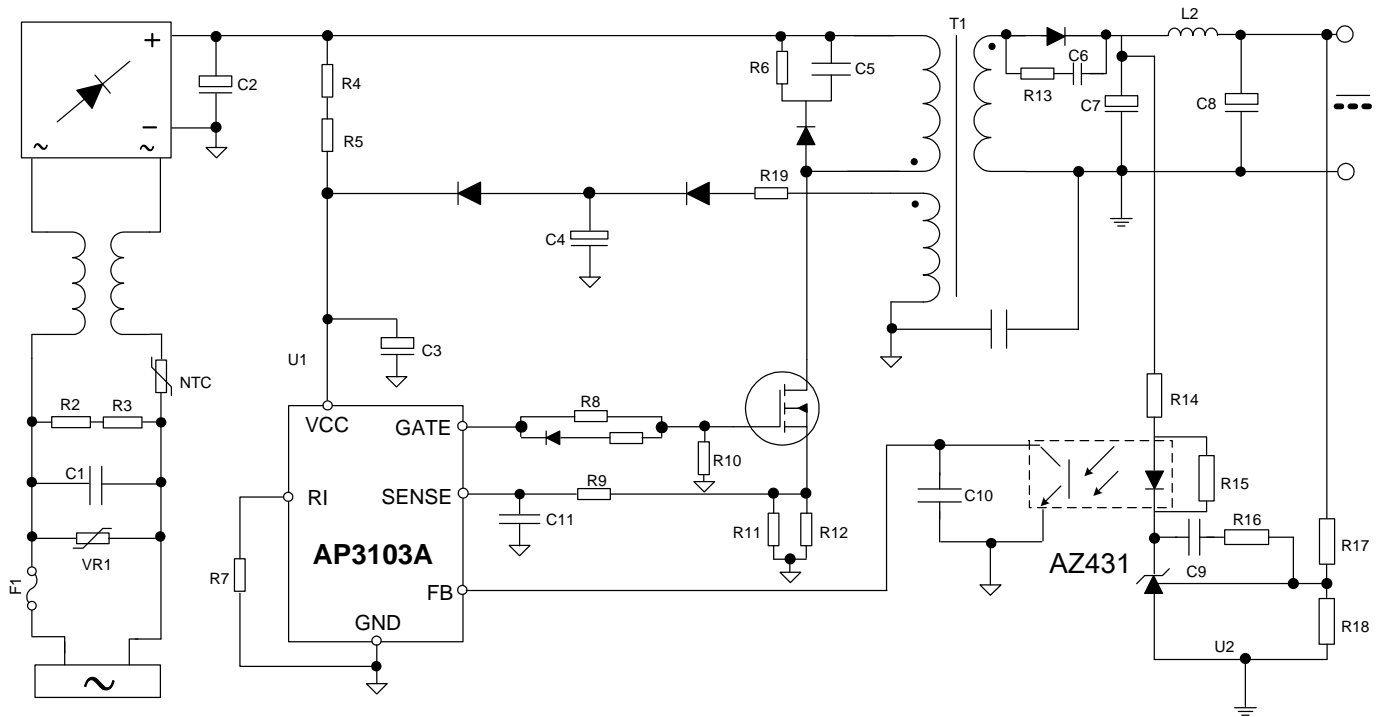 T1
L2
+
R6
C5
C6
R4
C2
R13
C7
C8
−
~
~
R5
R19
C4
U1
C3
NTC
R14
R2
R3
R8
VCC
GATE
R10
C1
RI
SENSE
R9
C10
R15
C11
R11
R12
R16
VR1
AP3103A
AZ431
C9
R17
R7
F1
FB
GND
R18
U2
~